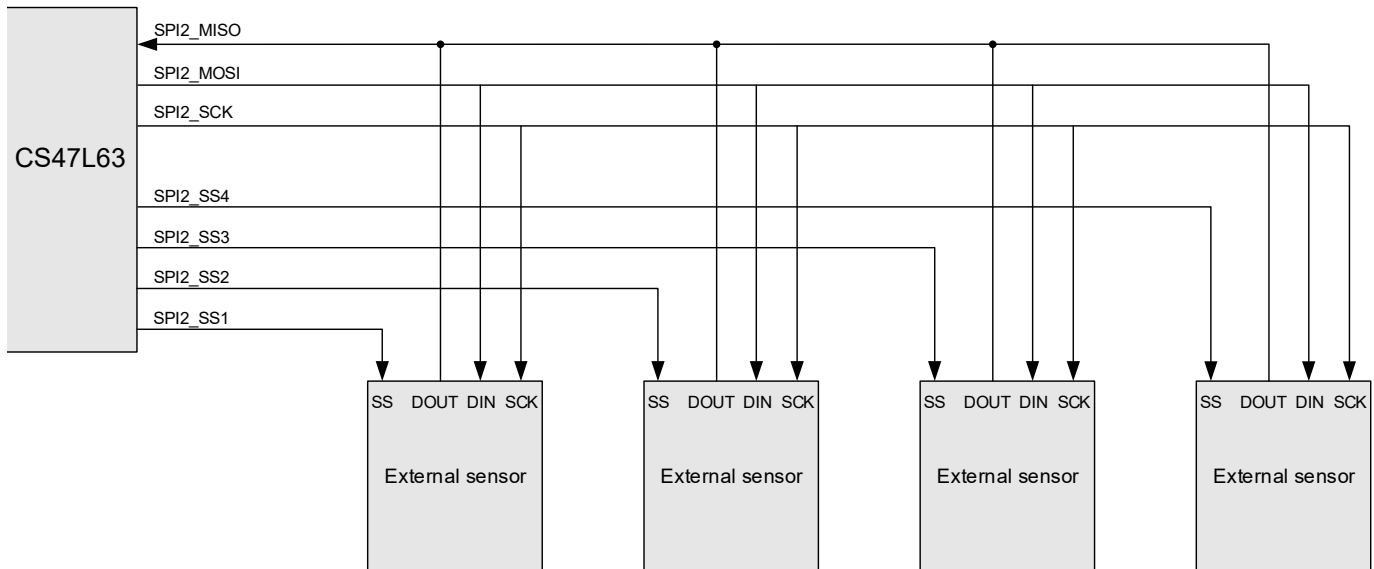 SPI2_MISO
SPI2_MOSI
SPI2_SCK
CS47L63
SPI2_SS4
SPI2_SS3
SPI2_SS2
SPI2_SS1
SS DOUT DIN SCK SS DOUT DIN SCK SS DOUT DIN SCK SS DOUT DIN SCK
External sensor External sensor External sensor External sensor